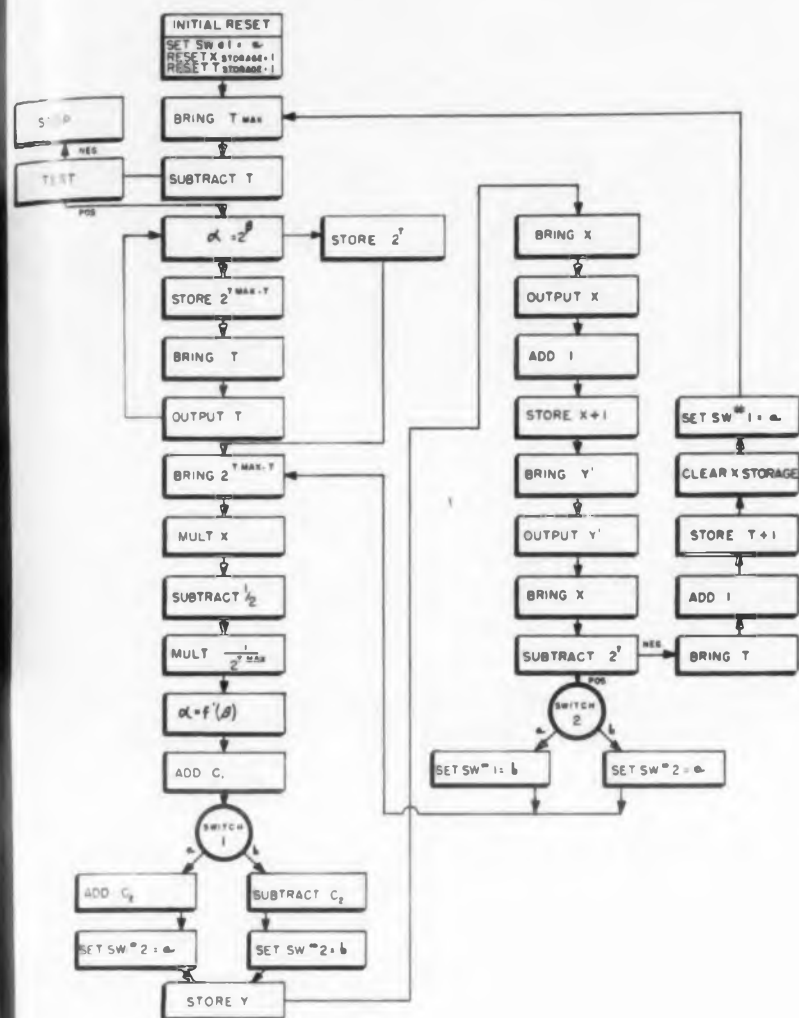 INITIAL RESET
SET SW # 1 = a
RESET X STORAGE = 1
RESET T STORAGE = 1
BRING T MAX
STOP
NEG
TEST
SUBTRACT T
POS
α = 2^β
STORE 2^T
STORE 2^T MAX - T
BRING T
OUTPUT T
BRING 2^T MAX - T
MULT X
SUBTRACT 1/2
MULT 1/2^T MAX
α = f'(β)
ADD C,
SWITCH
1
a
b
ADD C2
SUBTRACT C2
SET SW # 2 = a
SET SW # 2 = b
STORE Y
BRING X
OUTPUT X
ADD 1
STORE X+1
BRING Y'
OUTPUT Y'
BRING X
SUBTRACT 2^T
NEG
POS
SWITCH
2
a
b
SET SW # 1 = b
SET SW # 2 = a
SET SW # 1 = a
CLEAR X STORAGE
STORE T+1
ADD 1
BRING T